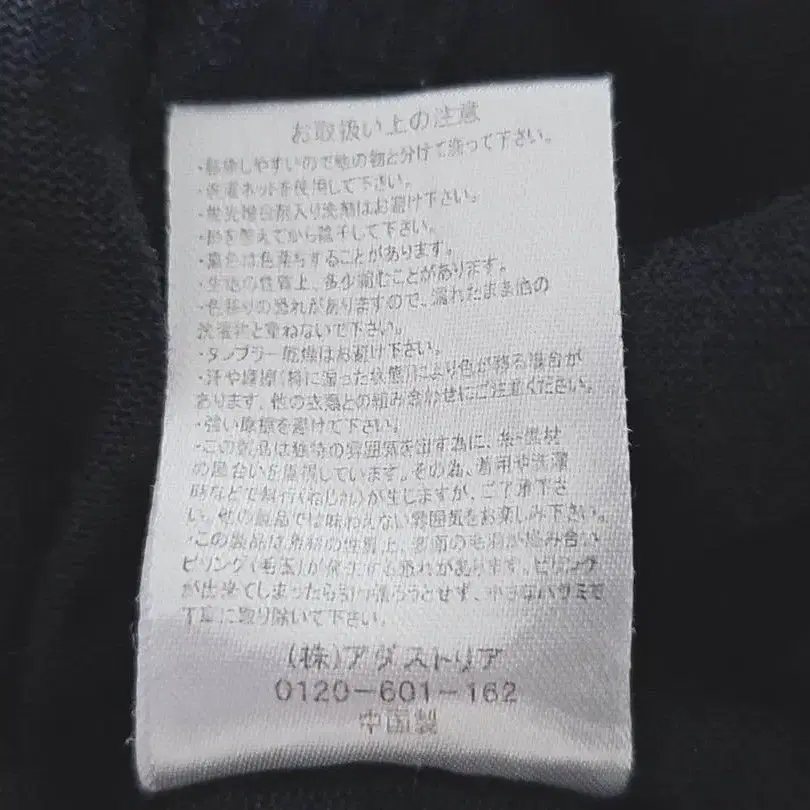 お取扱い上の注意
・移染しやすいので他の物と分けて洗って下さい。
・洗濯ネットを使用して下さい。
・蛍光増白剤入り洗剤はお避け下さい。
・形を整えてから陰干して下さい。
・濃色は色落ちすることがあります。
・生地の性質上、多少縮むことがあります。
・色移りの恐れがありますので、濡れたまま他の
洗濯物と重ねないで下さい。
・タンブラー乾燥はお避け下さい。
・汗や摩擦(特に湿った状態)により色が移る場合が
あります、他の衣類との組み合わせにご注意ください。
・強い摩擦を避けて下さい。
・この製品は独特の雰囲気を出す為に、糸・素材
の風合いを重視しています。その為、着用や洗濯
時などで斜行(ねじれ)が生じますが、ご了承下さ
い。他の製品では味わえない雰囲気をお楽しみ下さい。
・この製品は素材の性質上、表面の毛羽が絡み合い
ピリング(毛玉)が発生する恐れがあります。ピリング
が出来てしまったら引っ張ろうとせず、小さなハサミで
丁寧に取り除いて下さい。
(株)アダストリア
0120-601-162
中国製